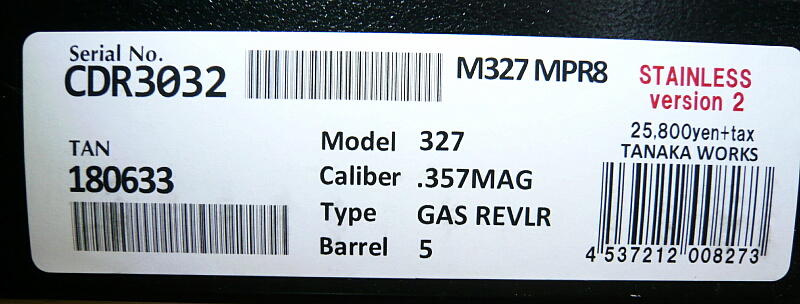 Serial No.
CDR3032
M327 MPR8
STAINLESS
version 2
25,800yen+tax
TANAKA WORKS
TAN
180633
Model 327
Caliber .357MAG
Type GAS REVLR
Barrel 5
4 537212 008273